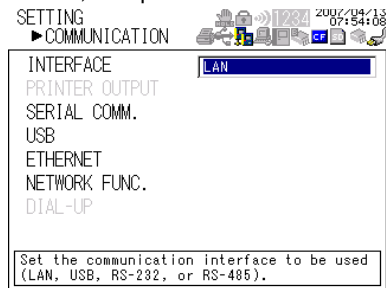 SETTING
2007/04/13
1234
07:54:08
▶COMMUNICATION
CF SD
INTERFACE
LAN
PRINTER OUTPUT
SERIAL COMM.
USB
ETHERNET
NETWORK FUNC.
DIAL-UP
Set the communication interface to be used
(LAN, USB, RS-232, or RS-485).